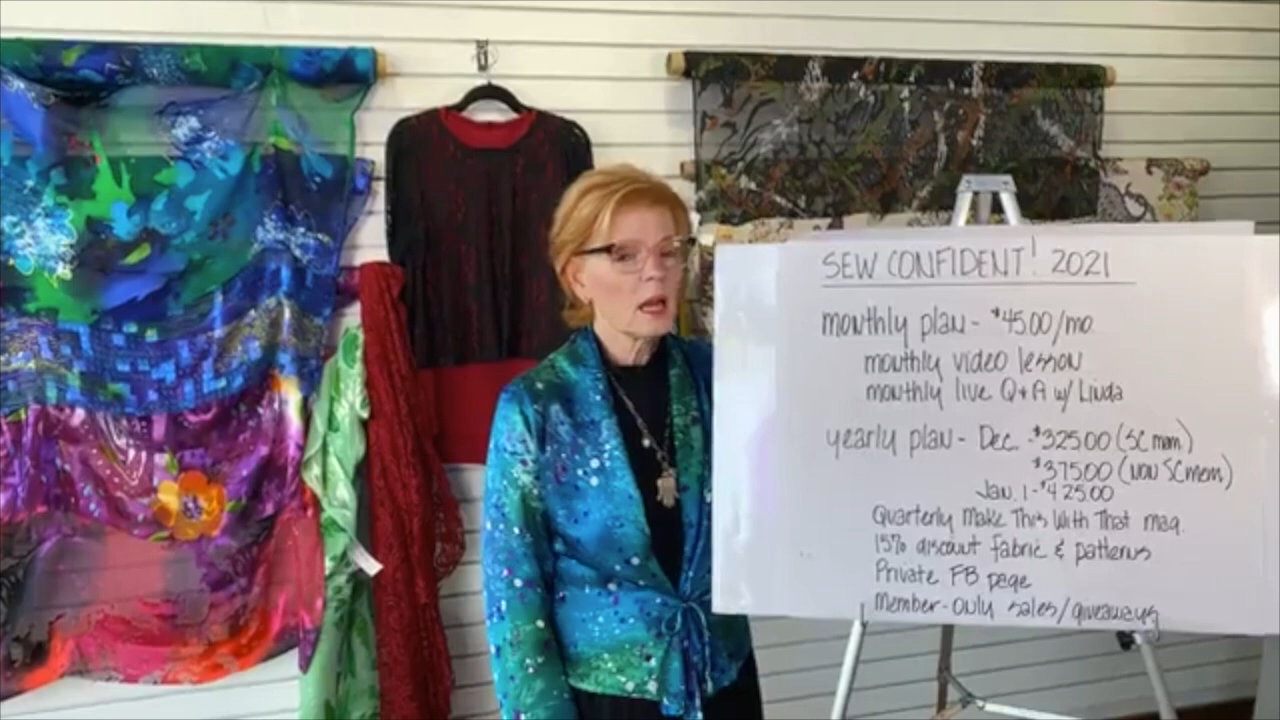 SEW CONFIDENT! 2021
monthly plan - $45.00/mo.
monthly video lesson
monthly live Q+A w/ Linda
yearly plan - Dec. - $325.00 (SC mem.)
$375.00 (non SC mem)
Jan. 1 - $425.00
Quarterly Make This With That mag.
15% discount fabric & patterns
Private FB page
Member-Only sales/giveaways